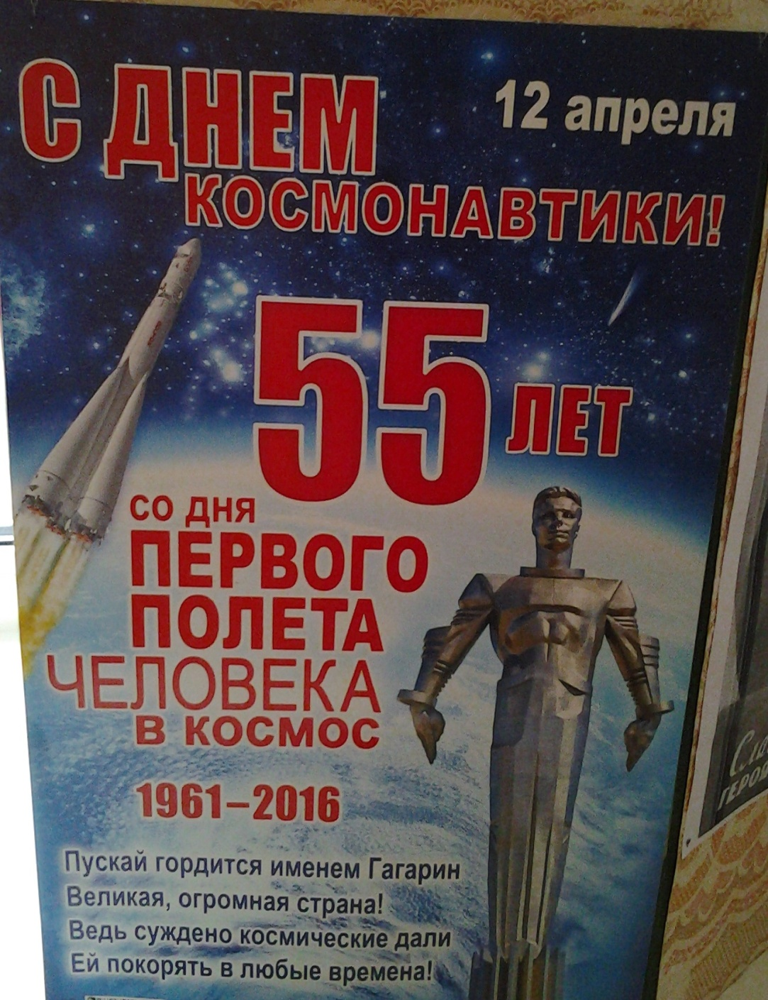 С ДНЕМ
КОСМОНАВТИКИ!
12 апреля
55 ЛЕТ
СО ДНЯ
ПЕРВОГО
ПОЛЕТА
ЧЕЛОВЕКА
В КОСМОС
1961–2016
Пускай гордится именем Гагарин
Великая, огромная страна!
Ведь суждено космические дали
Ей покорять в любые времена!